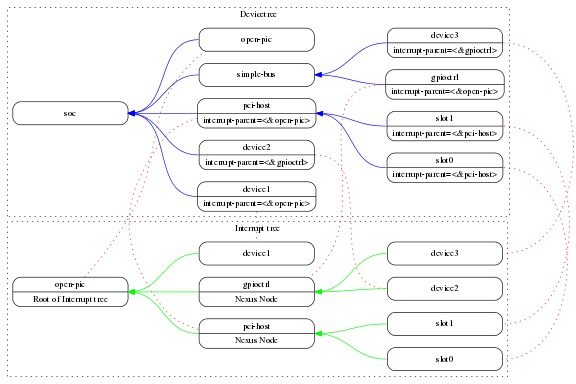 Devicetree
open-pic
device3
interrupt-parent=<&gpioctrl>
simple-bus
gpioctrl
interrupt-parent=<&open-pic>
soc
pci-host
interrupt-parent=<&open-pic>
slot1
interrupt-parent=<&pci-host>
device2
interrupt-parent=<& gpioctrl>
slot0
interrupt-parent=<&pci-host>
device1
interrupt-parent=<&open-pic>
Interrupt tree
device1
device3
open-pic
Root of Interrupt tree
gpioctrl
Nexus Node
device2
pci-host
Nexus Node
slot1
slot0